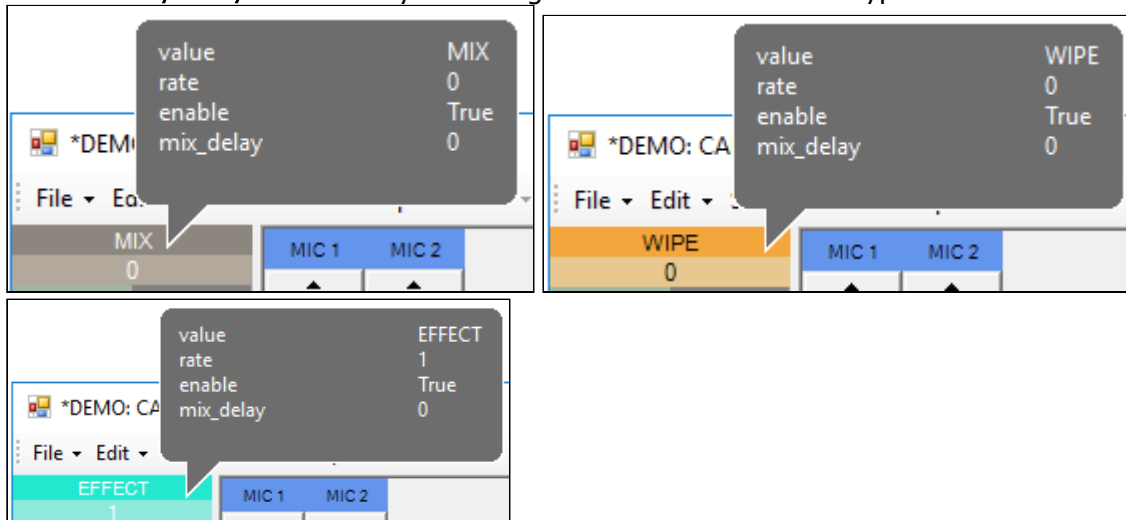 value MIX
rate 0
enable True
mix_delay 0
*DEM
File
MIX
0
MIC 1 MIC 2
value WIPE
rate 0
enable True
mix_delay 0
*DEMO: CA
File Edit
WIPE
0
MIC 1 MIC 2
value EFFECT
rate 1
enable True
mix_delay 0
*DEMO: CA
File Edit
EFFECT
1
MIC 1 MIC 2